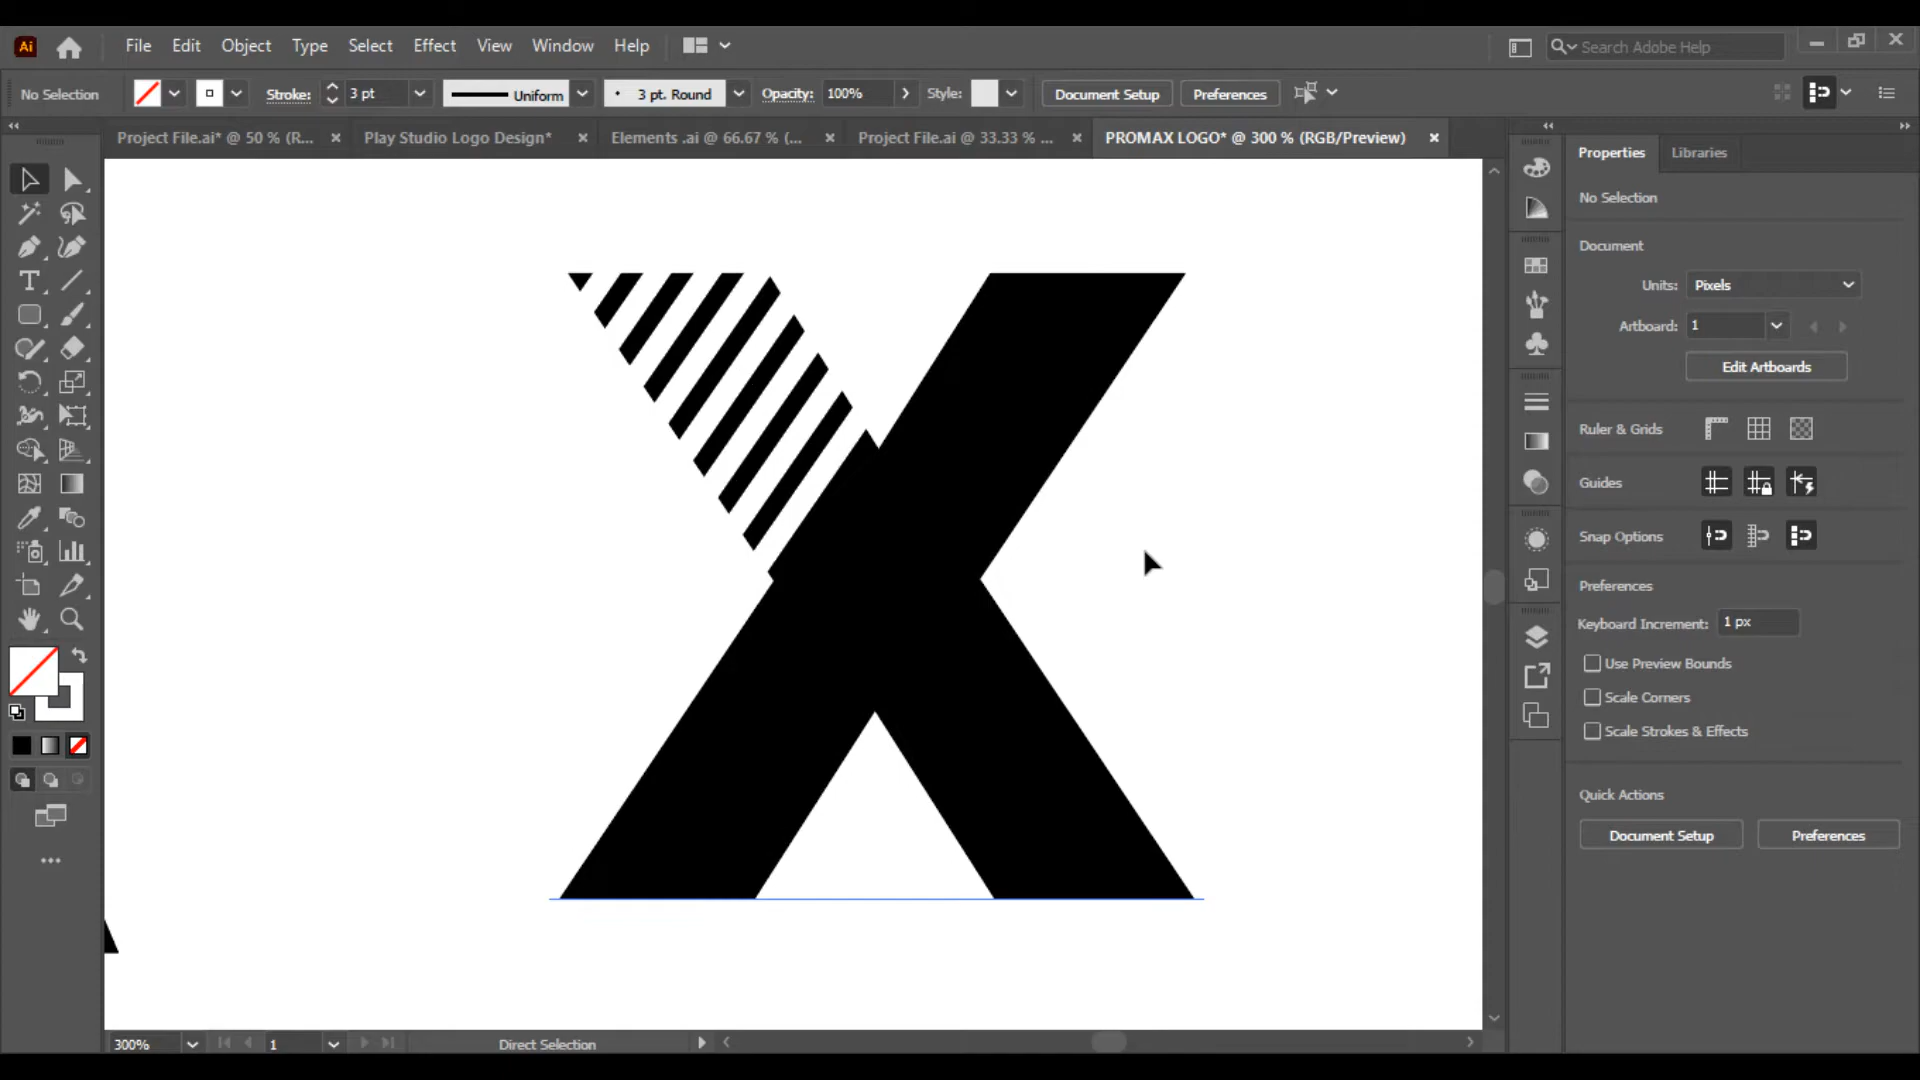 Ai File Edit Object Type Select Effect View Window Help Search Adobe Help
No Selection Stroke: 3 pt Uniform 3 pt. Round Opacity: 100% Style: Document Setup Preferences
Project File.ai* @ 50 % (R... Play Studio Logo Design* Elements .ai @ 66.67 % (... Project File.ai @ 33.33 % ... PROMAX LOGO* @ 300 % (RGB/Preview)
Properties Libraries
No Selection
Document
Units: Pixels
Artboard: 1
Edit Artboards
Ruler & Grids
Guides
Snap Options
Preferences
Keyboard Increment: 1 px
Use Preview Bounds
Scale Corners
Scale Strokes & Effects
Quick Actions
Document Setup Preferences
X
300% 1 Direct Selection